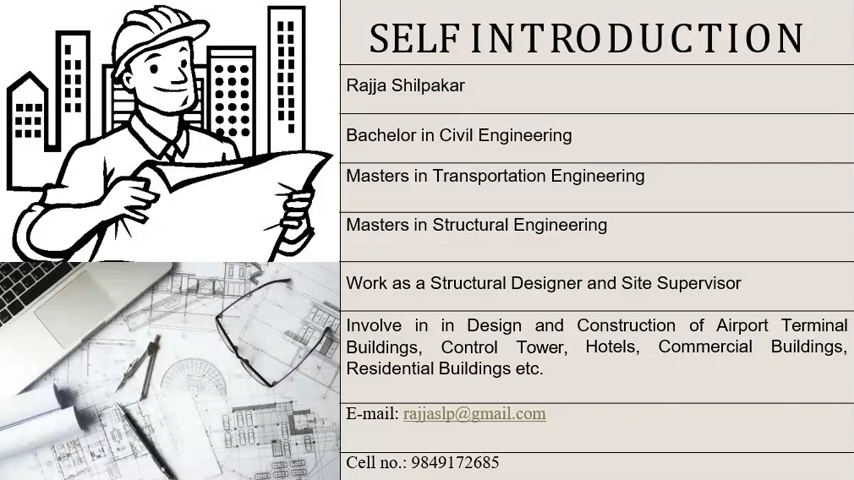 SELF INTRODUCTION
Rajja Shilpakar
Bachelor in Civil Engineering
Masters in Transportation Engineering
Masters in Structural Engineering
Work as a Structural Designer and Site Supervisor
Involve in in Design and Construction of Airport Terminal
Buildings, Control Tower, Hotels, Commercial Buildings,
Residential Buildings etc.
E-mail: rajjaslp@gmail.com
Cell no.: 9849172685